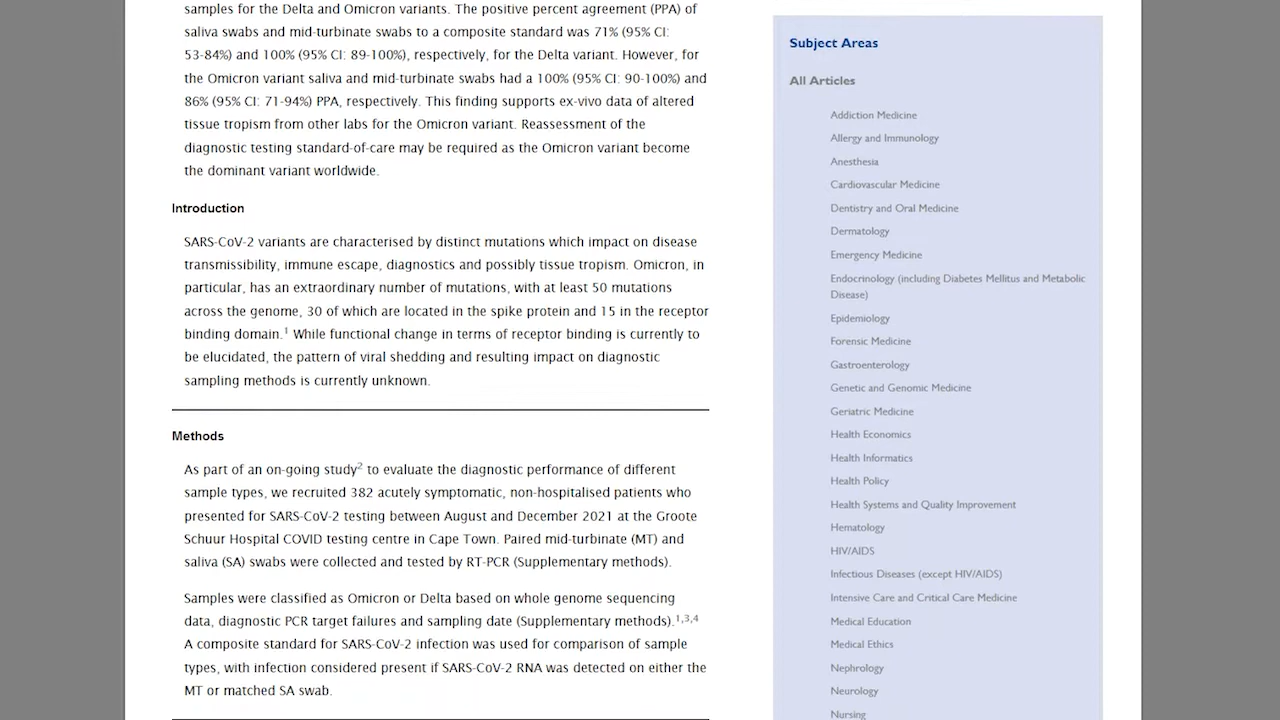 samples for the Delta and Omicron variants. The positive percent agreement (PPA) of
saliva swabs and mid-turbinate swabs to a composite standard was 71% (95% CI:
53-84%) and 100% (95% CI: 89-100%), respectively, for the Delta variant. However, for
the Omicron variant saliva and mid-turbinate swabs had a 100% (95% CI: 90-100%) and
86% (95% CI: 71-94%) PPA, respectively. This finding supports ex-vivo data of altered
tissue tropism from other labs for the Omicron variant. Reassessment of the
diagnostic testing standard-of-care may be required as the Omicron variant become
the dominant variant worldwide.
Introduction
SARS-CoV-2 variants are characterised by distinct mutations which impact on disease
transmissibility, immune escape, diagnostics and possibly tissue tropism. Omicron, in
particular, has an extraordinary number of mutations, with at least 50 mutations
across the genome, 30 of which are located in the spike protein and 15 in the receptor
binding domain.1 While functional change in terms of receptor binding is currently to
be elucidated, the pattern of viral shedding and resulting impact on diagnostic
sampling methods is currently unknown.
Methods
As part of an on-going study2 to evaluate the diagnostic performance of different
sample types, we recruited 382 acutely symptomatic, non-hospitalised patients who
presented for SARS-CoV-2 testing between August and December 2021 at the Groote
Schuur Hospital COVID testing centre in Cape Town. Paired mid-turbinate (MT) and
saliva (SA) swabs were collected and tested by RT-PCR (Supplementary methods).
Samples were classified as Omicron or Delta based on whole genome sequencing
data, diagnostic PCR target failures and sampling date (Supplementary methods).1,3,4
A composite standard for SARS-CoV-2 infection was used for comparison of sample
types, with infection considered present if SARS-CoV-2 RNA was detected on either the
MT or matched SA swab.
Subject Areas
All Articles
Addiction Medicine
Allergy and Immunology
Anesthesia
Cardiovascular Medicine
Dentistry and Oral Medicine
Dermatology
Emergency Medicine
Endocrinology (including Diabetes Mellitus and Metabolic
Disease)
Epidemiology
Forensic Medicine
Gastroenterology
Genetic and Genomic Medicine
Geriatric Medicine
Health Economics
Health Informatics
Health Policy
Health Systems and Quality Improvement
Hematology
HIV/AIDS
Infectious Diseases (except HIV/AIDS)
Intensive Care and Critical Care Medicine
Medical Education
Medical Ethics
Nephrology
Neurology
Nursing